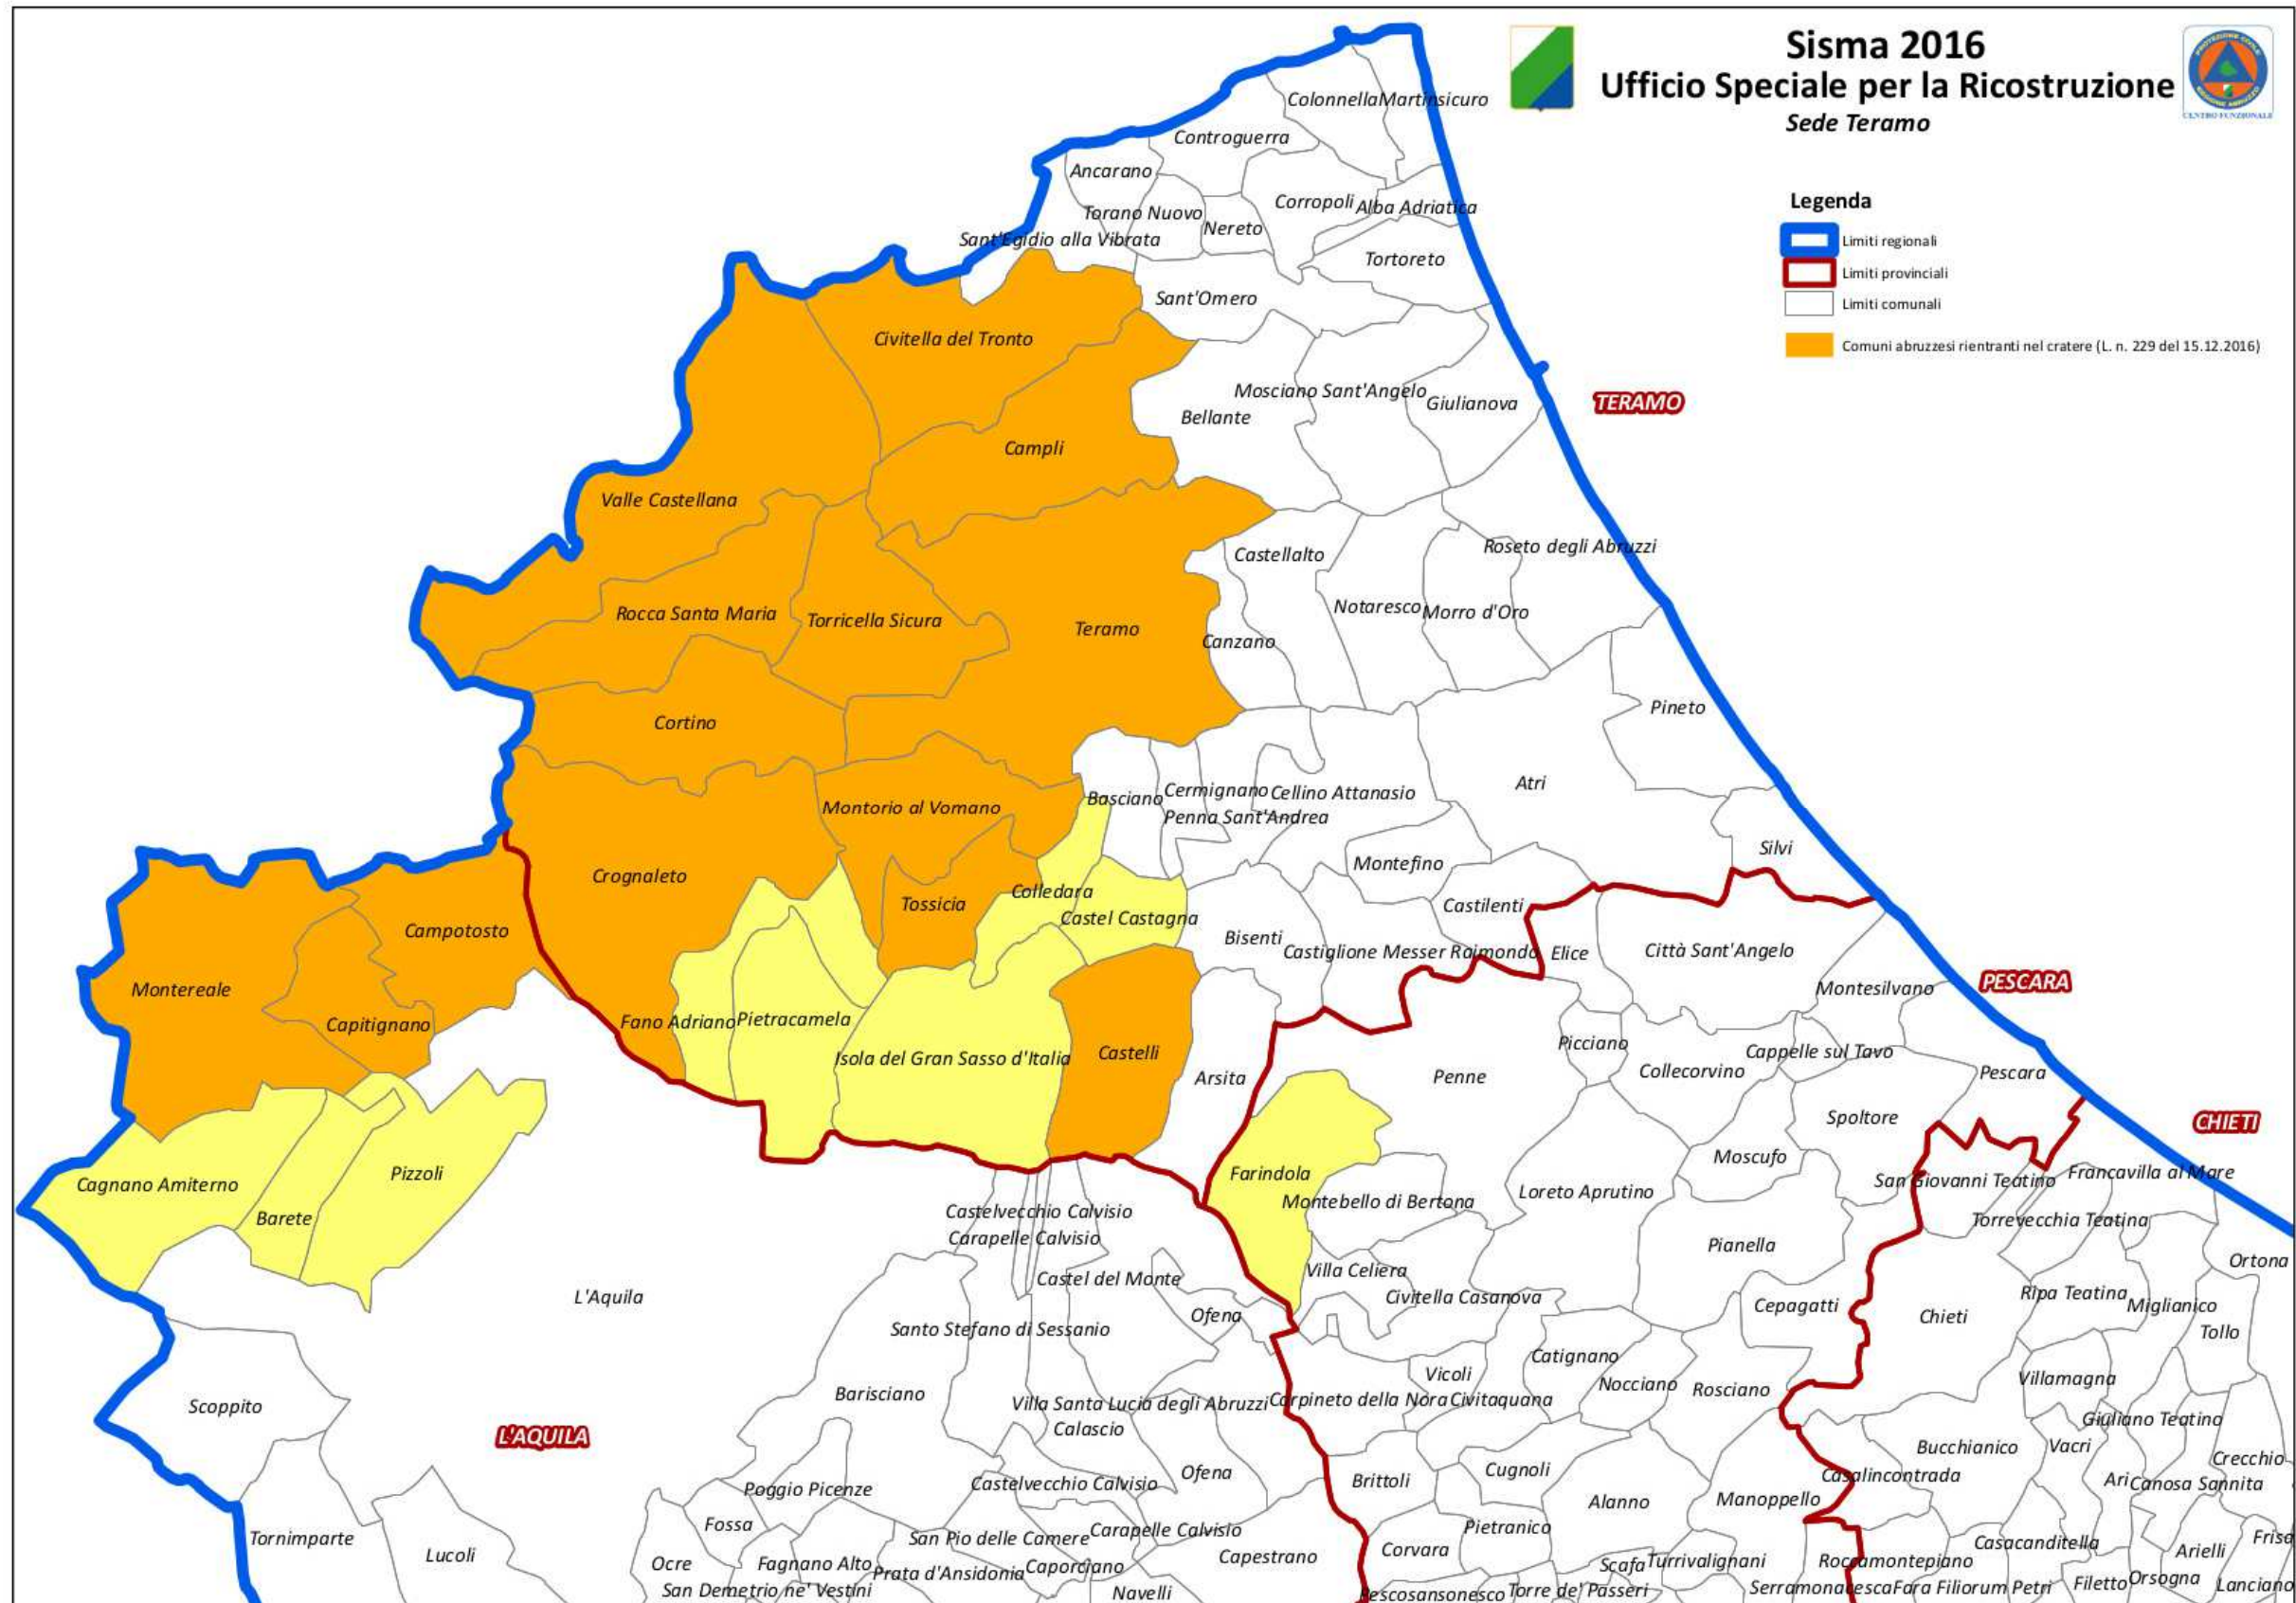 Sisma 2016
Ufficio Speciale per la Ricostruzione
Sede Teramo
PROTEZIONE CIVILE
REGIONE ABRUZZO
CENTRO FUNZIONALE
Legenda
Limiti regionali
Limiti provinciali
Limiti comunali
Comuni abruzzesi rientranti nel cratere (L. n. 229 del 15.12.2016)
Colonnella
Martinsicuro
Controguerra
Ancarano
Corropoli
Alba Adriatica
Torano Nuovo
Nereto
Sant'Egidio alla Vibrata
Tortoreto
Sant'Omero
Civitella del Tronto
Mosciano Sant'Angelo
Giulianova
TERAMO
Bellante
Campli
Valle Castellana
Roseto degli Abruzzi
Castellalto
Notaresco
Morro d'Oro
Rocca Santa Maria
Torricella Sicura
Teramo
Canzano
Pineto
Cortino
Atri
Basciano
Cermignano
Cellino Attanasio
Montorio al Vomano
Penna Sant'Andrea
Silvi
Montefino
Crognaleto
Colledara
Tossicia
Castilenti
Castel Castagna
Campotosto
Bisenti
Castiglione Messer Raimondo
Elice
Città Sant'Angelo
PESCARA
Montereale
Montesilvano
Capitignano
Fano Adriano
Pietracamela
Picciano
Isola del Gran Sasso d'Italia
Castelli
Cappelle sul Tavo
Arsita
Penne
Collecorvino
Pescara
Spoltore
CHIETI
Moscufo
Pizzoli
Farindola
Francavilla al Mare
San Giovanni Teatino
Cagnano Amiterno
Loreto Aprutino
Montebello di Bertona
Barete
Castelvecchio Calvisio
Torrevecchia Teatina
Carapelle Calvisio
Pianella
Ortona
Villa Celiera
Castel del Monte
L'Aquila
Civitella Casanova
Ripa Teatina
Cepagatti
Miglianico
Ofena
Chieti
Santo Stefano di Sessanio
Tollo
Catignano
Vicoli
Villamagna
Nocciano
Rosciano
Barisciano
Scoppito
Villa Santa Lucia degli Abruzzi
Carpineto della Nora
Civitaquana
Giuliano Teatino
Calascio
L'AQUILA
Bucchianico
Vacri
Crecchio
Ofena
Cugnoli
Casalincontrada
Brittoli
Castelvecchio Calvisio
Ari
Canosa Sannita
Poggio Picenze
Manoppello
Alanno
Fossa
Pietranico
Carapelle Calvisio
Tornimparte
San Pio delle Camere
Frisa
Casacanditella
Corvara
Arielli
Lucoli
Capestrano
Ocre
Fagnano Alto
Scafa
Turrivalignani
Roccamontepiano
Caporciano
Prata d'Ansidonia
Orsogna
Filetto
Lanciano
San Demetrio ne' Vestini
Navelli
Pescosansonesco
Torre de' Passeri
Serramonacesca
Fara Filiorum Petri